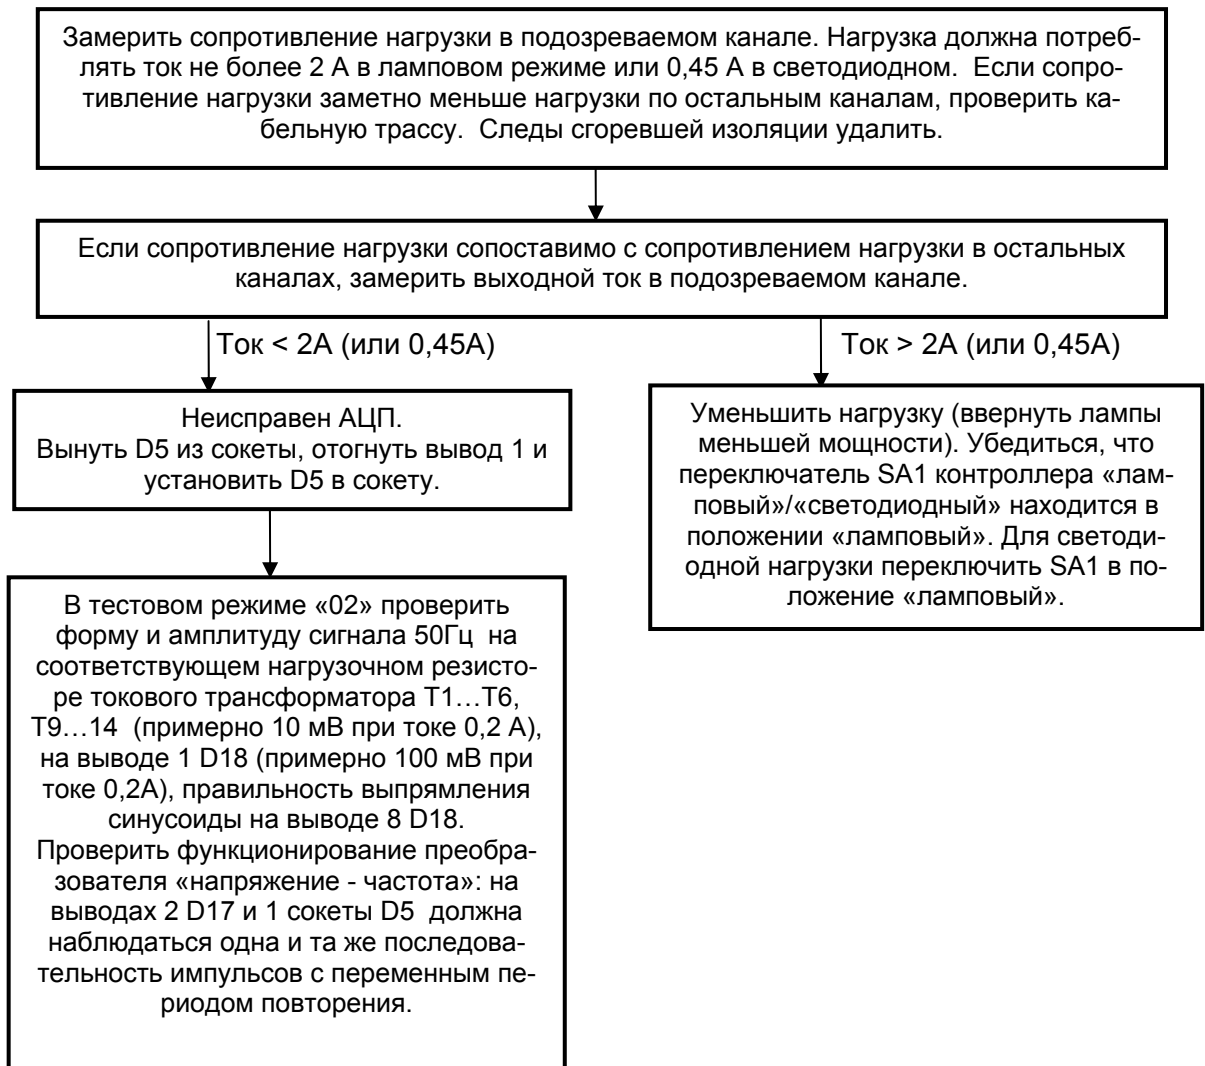 Замерить сопротивление нагрузки в подозреваемом канале. Нагрузка должна потреб-
лять ток не более 2 А в ламповом режиме или 0,45 А в светодиодном.  Если сопро-
тивление нагрузки заметно меньше нагрузки по остальным каналам, проверить ка-
бельную трассу.  Следы сгоревшей изоляции удалить.
Если сопротивление нагрузки сопоставимо с сопротивлением нагрузки в остальных
каналах, замерить выходной ток в подозреваемом канале.
Ток < 2А (или 0,45А)
Ток > 2А (или 0,45А)
Неисправен АЦП.
Вынуть D5 из сокеты, отогнуть вывод 1 и
установить D5 в сокету.
Уменьшить нагрузку (ввернуть лампы
меньшей мощности). Убедиться, что
переключатель SA1 контроллера «лам-
повый»/«светодиодный» находится в
положении «ламповый». Для светоди-
одной нагрузки переключить SA1 в по-
ложение «ламповый».
В тестовом режиме «02» проверить
форму и амплитуду сигнала 50Гц  на
соответствующем нагрузочном резисто-
ре токового трансформатора Т1…Т6,
Т9…14  (примерно 10 мВ при токе 0,2 А),
на выводе 1 D18 (примерно 100 мВ при
токе 0,2А), правильность выпрямления
синусоиды на выводе 8 D18.
Проверить функционирование преобра-
зователя «напряжение - частота»: на
выводах 2 D17 и 1 сокеты D5  должна
наблюдаться одна и та же последова-
тельность импульсов с переменным пе-
риодом повторения.